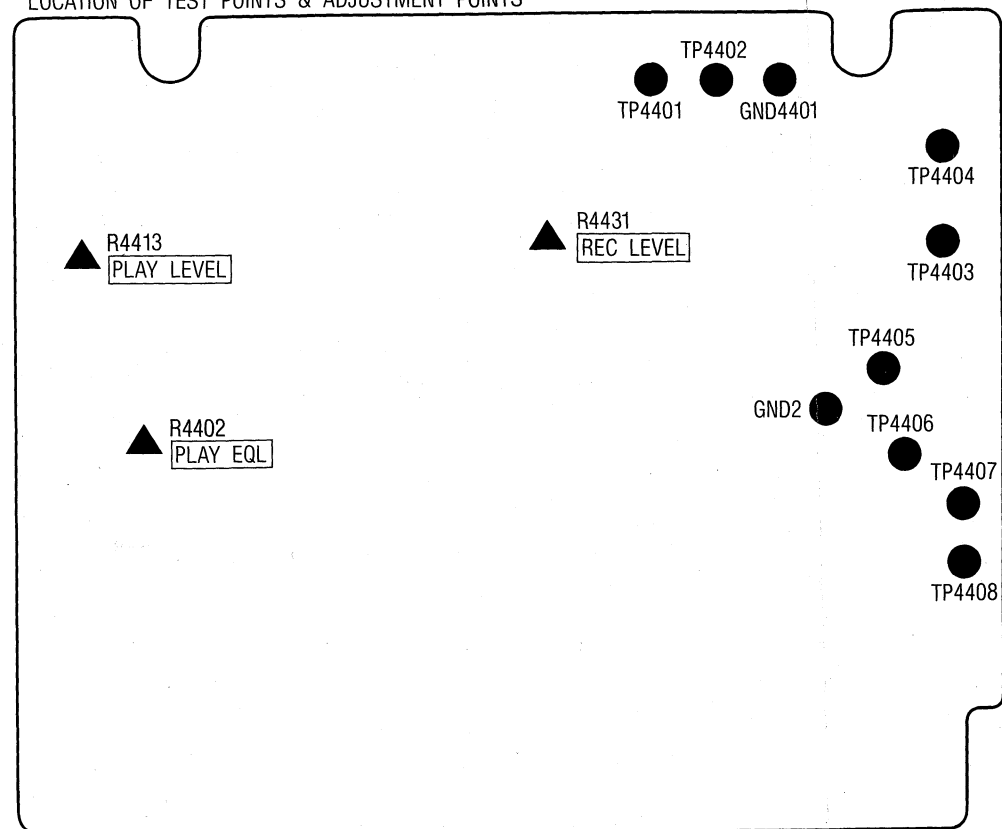 LOCATION OF TEST POINTS & ADJUSTMENT POINTS
TP4402
TP4401
GND4401
TP4404
R4431
REC LEVEL
R4413
PLAY LEVEL
TP4403
TP4405
GND2
TP4406
R4402
PLAY EQL
TP4407
TP4408